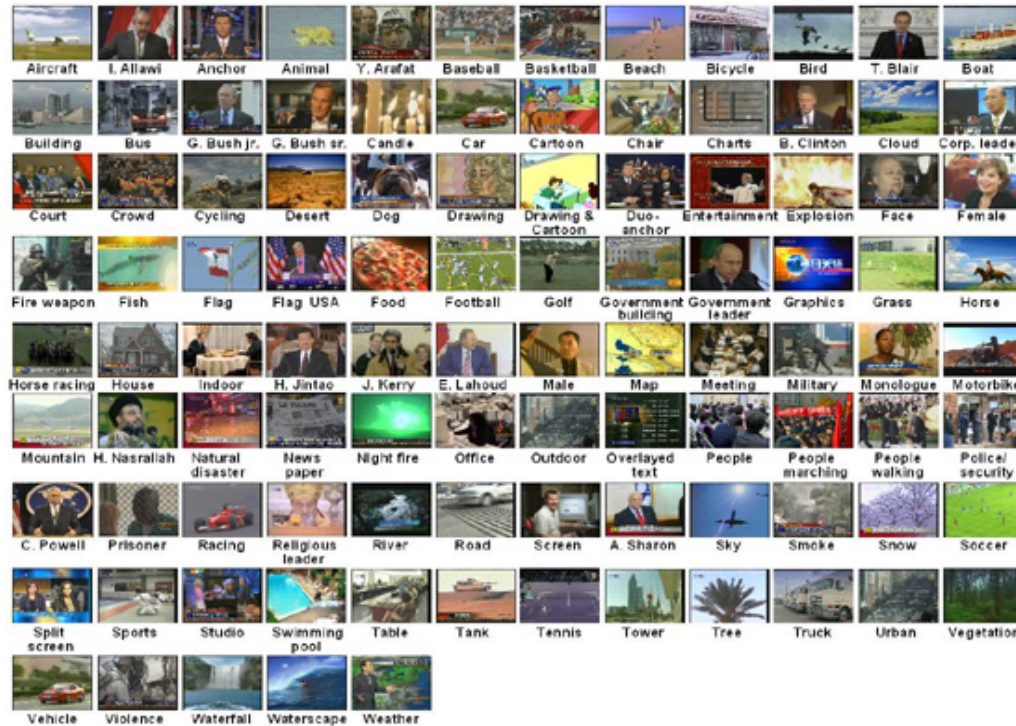 Aircraft I. Allawi Anchor Animal Y. Arafat Baseball Basketball Beach Bicycle Bird T. Blair Boat
Building Bus G. Bush jr. G. Bush sr. Candle Car Cartoon Chair Charts B. Clinton Cloud Corp. leader
Court Crowd Cycling Desert Dog Drawing Drawing & Cartoon Duo-anchor Entertainment Explosion Face Female
Fire weapon Fish Flag Flag USA Food Football Golf Government building Government leader Graphics Grass Horse
Horse racing House Indoor H. Jintao J. Kerry E. Lahoud Male Map Meeting Military Monologue Motorbike
Mountain H. Nasrallah Natural disaster News paper Night fire Office Outdoor Overlayed text People People marching People walking Police/security
C. Powell Prisoner Racing Religious leader River Road Screen A. Sharon Sky Smoke Snow Soccer
Split screen Sports Studio Swimming pool Table Tank Tennis Tower Tree Truck Urban Vegetation
Vehicle Violence Waterfall Waterscape Weather